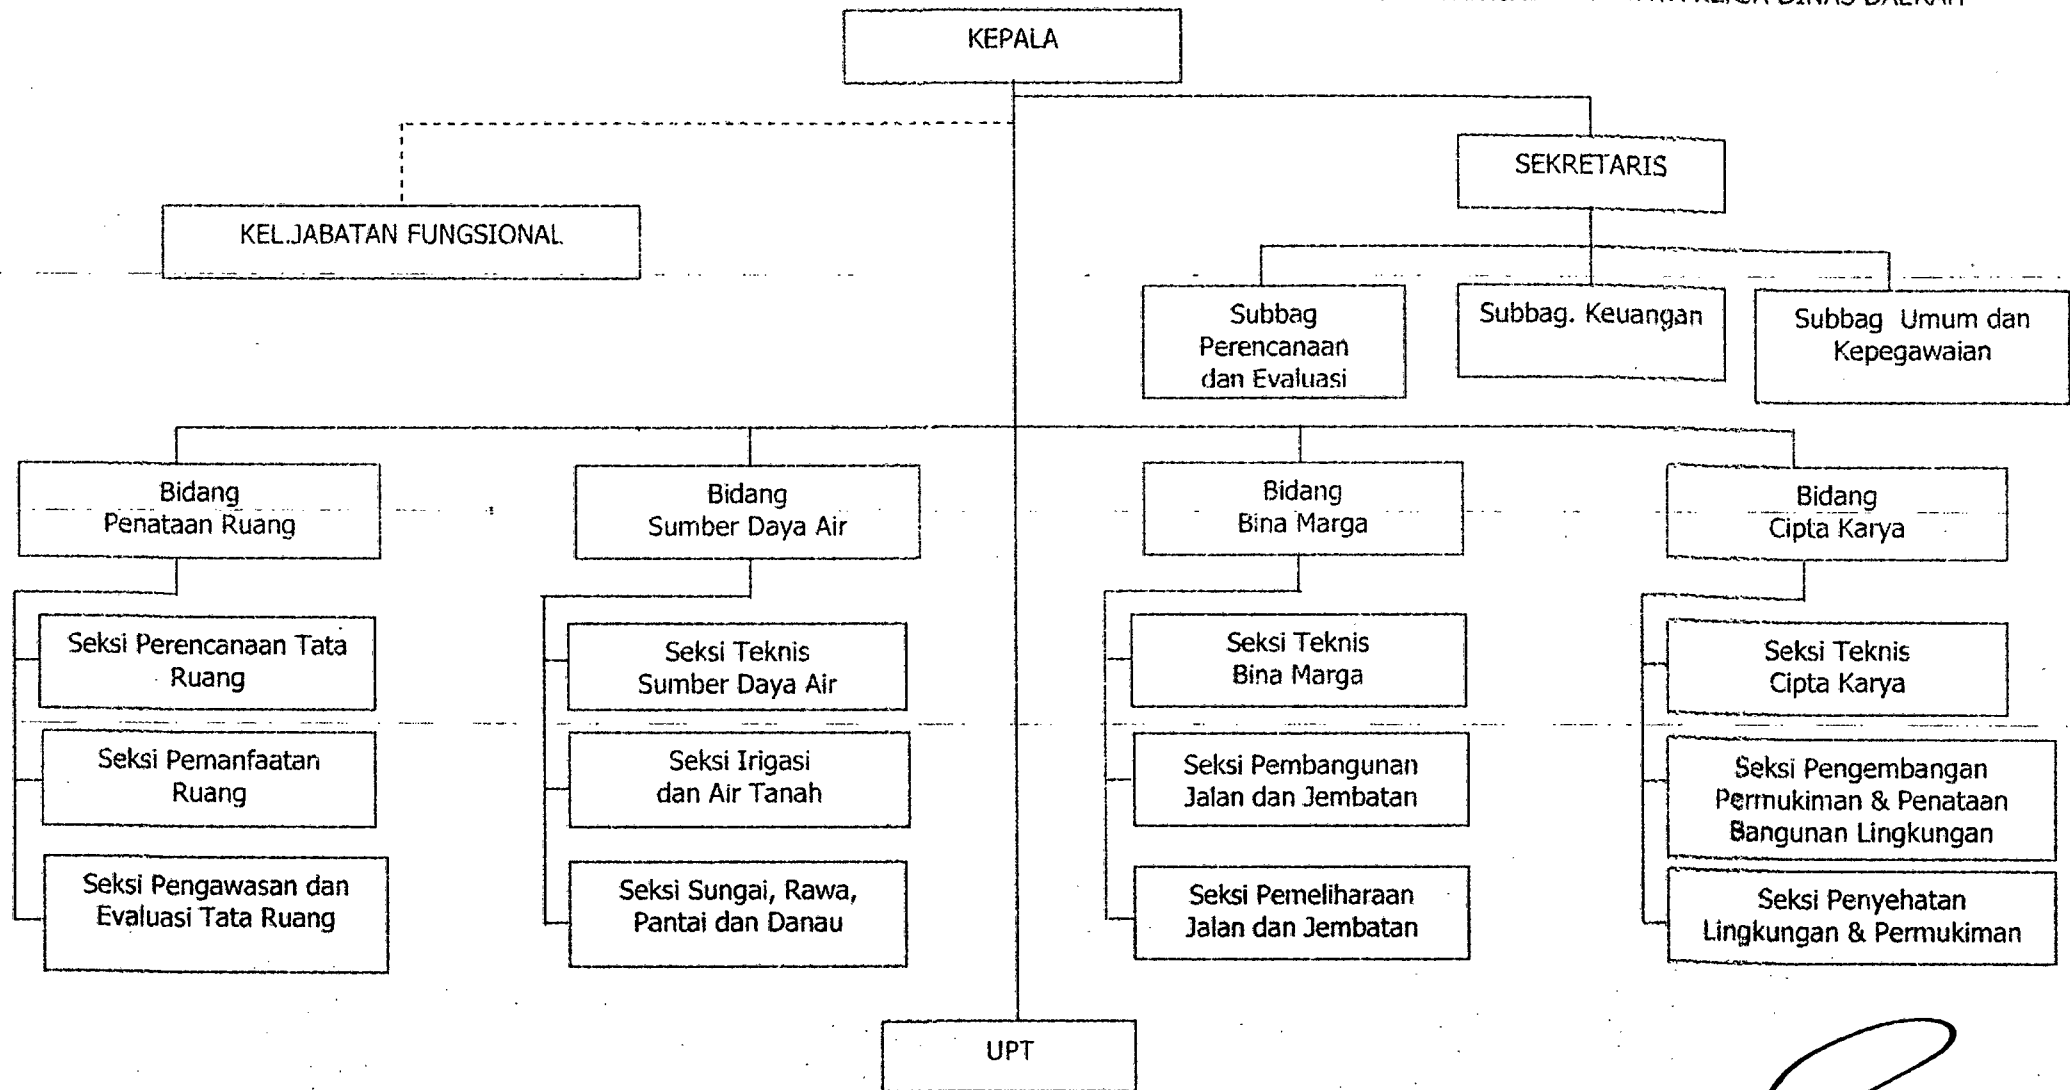 DINAS DAERAH
KEPALA
SEKRETARIS
KEL.JABATAN FUNGSIONAL
Subbag
Perencanaan
dan Evaluasi
Subbag. Keuangan
Subbag Umum dan
Kepegawaian
Bidang
Penataan Ruang
Bidang
Sumber Daya Air
Bidang
Bina Marga
Bidang
Cipta Karya
Seksi Perencanaan Tata
Ruang
Seksi Pemanfaatan
Ruang
Seksi Pengawasan dan
Evaluasi Tata Ruang
Seksi Teknis
Sumber Daya Air
Seksi Irigasi
dan Air Tanah
Seksi Sungai, Rawa,
Pantai dan Danau
Seksi Teknis
Bina Marga
Seksi Pembangunan
Jalan dan Jembatan
Seksi Pemeliharaan
Jalan dan Jembatan
Seksi Teknis
Cipta Karya
Seksi Pengembangan
Permukiman & Penataan
Bangunan Lingkungan
Seksi Penyehatan
Lingkungan & Permukiman
UPT